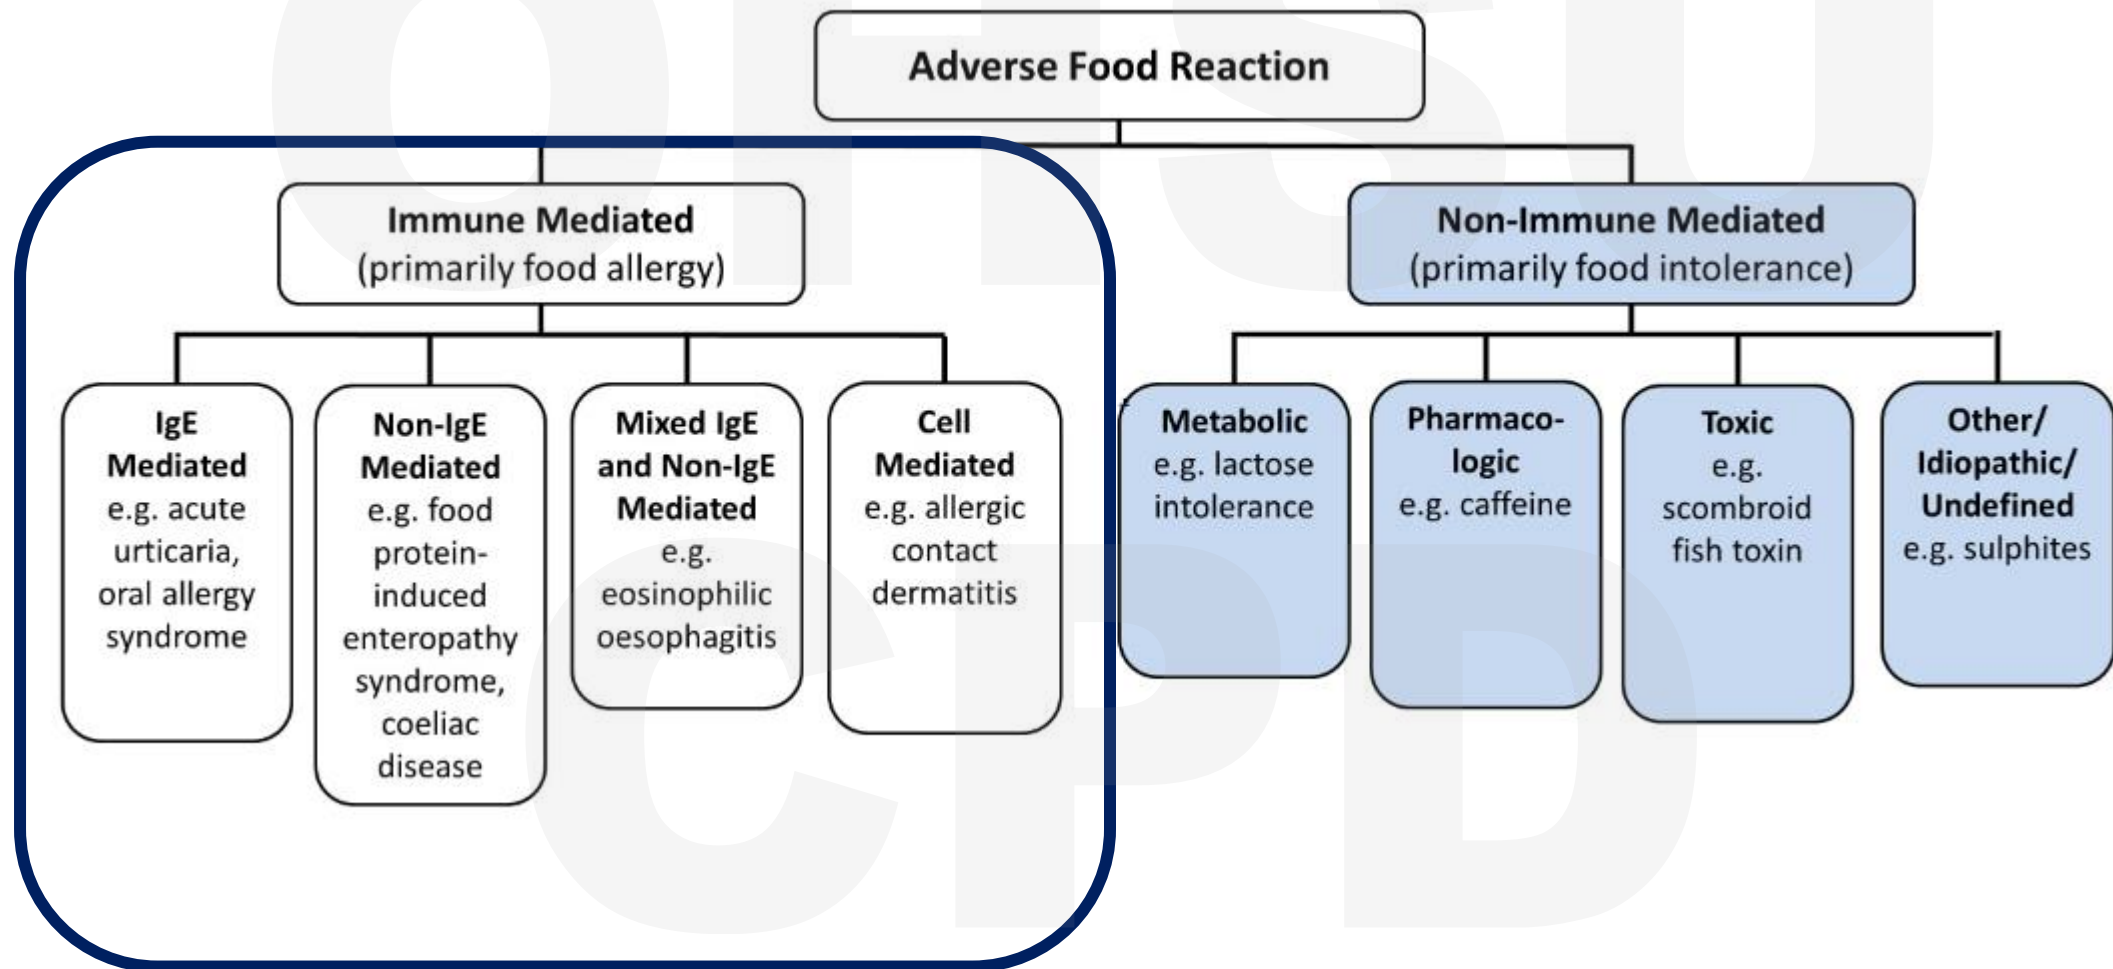 Adverse Food Reaction
Immune Mediated
(primarily food allergy)
Non-Immune Mediated
(primarily food intolerance)
IgE
Mediated
e.g. acute
urticaria,
oral allergy
syndrome
Non-IgE
Mediated
e.g. food
protein-
induced
enteropathy
syndrome,
coeliac
disease
Mixed IgE
and Non-IgE
Mediated
e.g.
eosinophilic
oesophagitis
Cell
Mediated
e.g. allergic
contact
dermatitis
Metabolic
e.g. lactose
intolerance
Pharmaco-
logic
e.g. caffeine
Toxic
e.g.
scombroid
fish toxin
Other/
Idiopathic/
Undefined
e.g. sulphites
OHSU
CPD